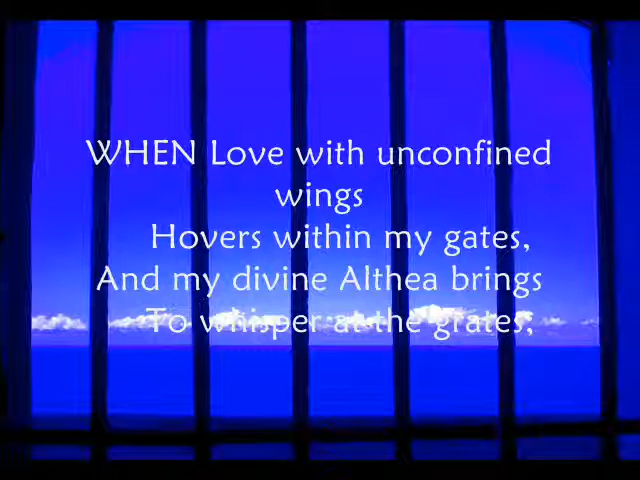 WHEN Love with unconfined
wings
Hovers within my gates,
And my divine Althea brings
To whisper at the grates;